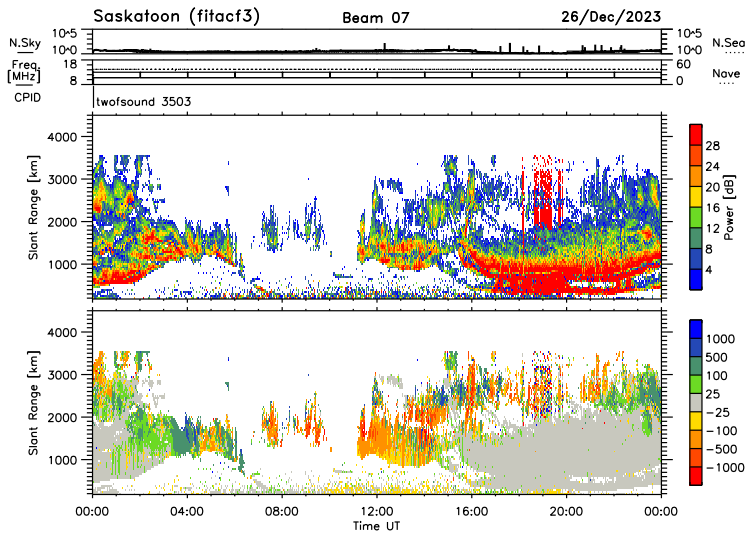 Saskatoon (fitacf3) Beam 07 26/Dec/2023
N.Sky 10^5 10^0 10^5 10^0 N.Sea
Freq. [MHz] 18 8 60 0 Nave
CPID twofsound 3503
Slant Range [km] 4000 3000 2000 1000
Power [dB] 28 24 20 16 12 8 4
Slant Range [km] 4000 3000 2000 1000
1000 500 100 25 -25 -100 -500 -1000
00:00 04:00 08:00 12:00 16:00 20:00 00:00
Time UT